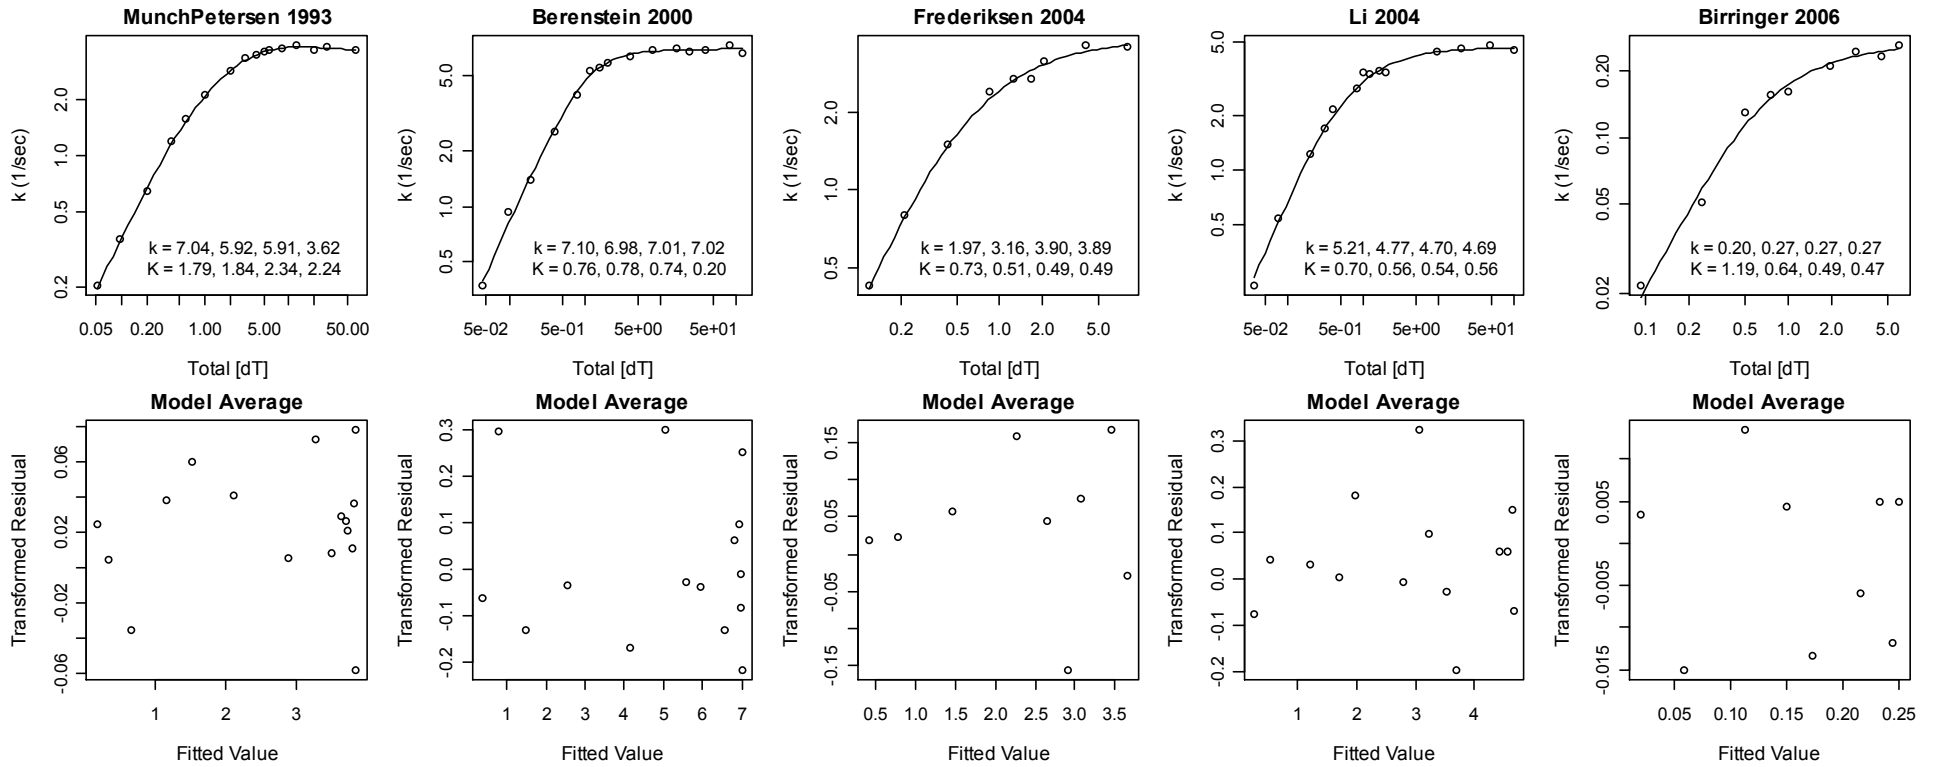 MunchPetersen 1993
k (1/sec)
2.0
1.0
0.5
0.2
k = 7.04, 5.92, 5.91, 3.62
K = 1.79, 1.84, 2.34, 2.24
0.05 0.20 1.00 5.00 50.00
Total [dT]
Berenstein 2000
k (1/sec)
5.0
2.0
1.0
0.5
k = 7.10, 6.98, 7.01, 7.02
K = 0.76, 0.78, 0.74, 0.20
5e-02 5e-01 5e+00 5e+01
Total [dT]
Frederiksen 2004
k (1/sec)
2.0
1.0
0.5
k = 1.97, 3.16, 3.90, 3.89
K = 0.73, 0.51, 0.49, 0.49
0.2 0.5 1.0 2.0 5.0
Total [dT]
Li 2004
k (1/sec)
5.0
2.0
1.0
0.5
k = 5.21, 4.77, 4.70, 4.69
K = 0.70, 0.56, 0.54, 0.56
5e-02 5e-01 5e+00 5e+01
Total [dT]
Birringer 2006
k (1/sec)
0.20
0.10
0.05
0.02
k = 0.20, 0.27, 0.27, 0.27
K = 1.19, 0.64, 0.49, 0.47
0.1 0.2 0.5 1.0 2.0 5.0
Total [dT]
Model Average
Transformed Residual
0.06
0.02
-0.02
-0.06
1 2 3
Fitted Value
Model Average
Transformed Residual
0.3
0.2
0.1
0.0
-0.1
-0.2
1 2 3 4 5 6 7
Fitted Value
Model Average
Transformed Residual
0.15
0.05
-0.05
-0.15
0.5 1.0 1.5 2.0 2.5 3.0 3.5
Fitted Value
Model Average
Transformed Residual
0.3
0.2
0.1
0.0
-0.1
-0.2
1 2 3 4
Fitted Value
Model Average
Transformed Residual
0.005
-0.005
-0.015
0.05 0.10 0.15 0.20 0.25
Fitted Value